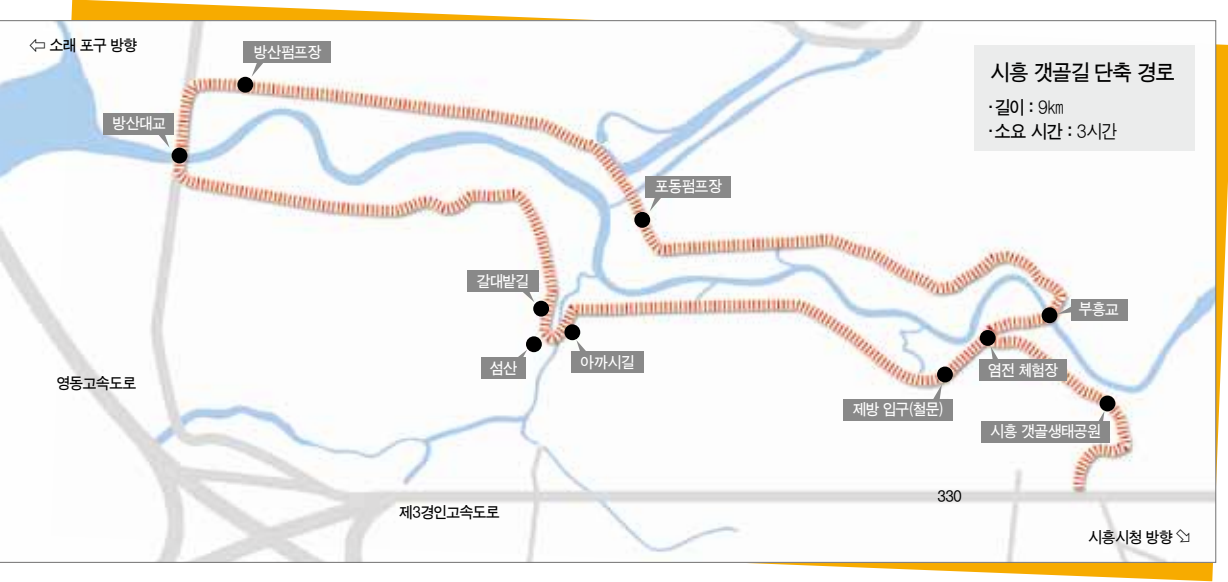 ⇦ 소래 포구 방향
방산펌프장
시흥 갯골길 단축 경로
·길이 : 9㎞
·소요 시간 : 3시간
방산대교
포동펌프장
갈대밭길
부흥교
섬산
아까시길
염전 체험장
영동고속도로
제방 입구(철문)
시흥 갯골생태공원
330
제3경인고속도로
시흥시청 방향